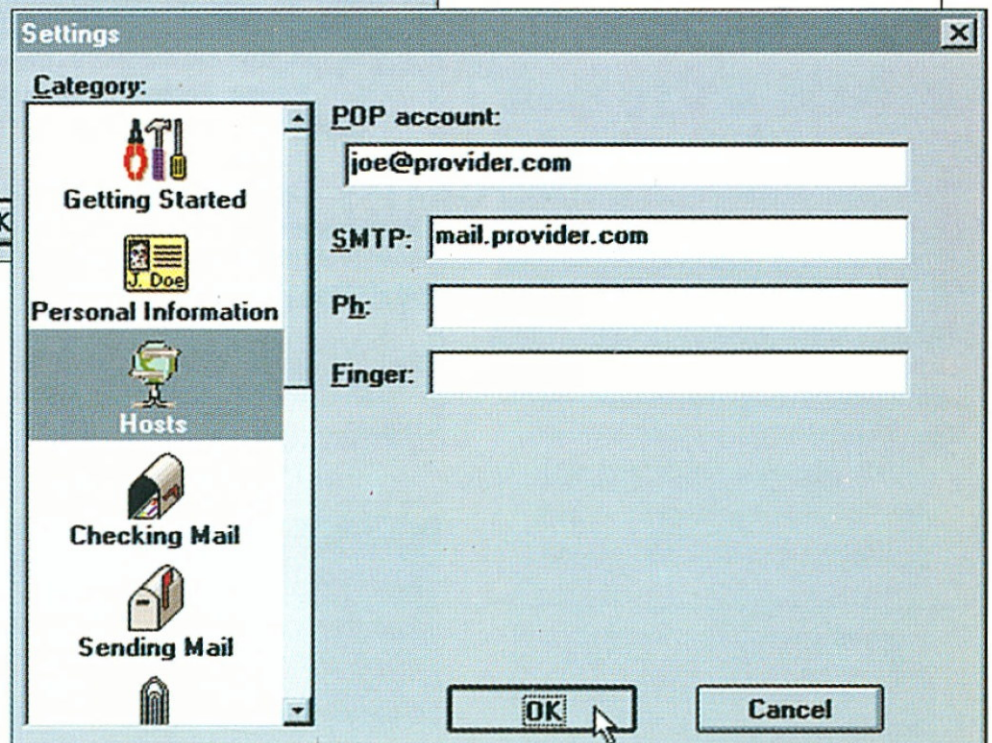 Settings
Category:
Getting Started
J. Doe
Personal Information
Hosts
Checking Mail
Sending Mail
POP account:
joe@provider.com
SMTP: mail.provider.com
Ph:
Finger:
OK Cancel
K